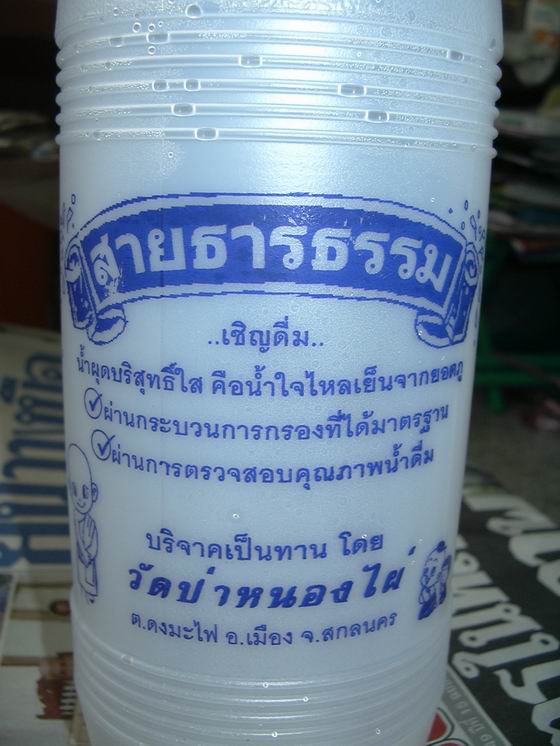 สายธารธรรม
..เชิญดื่ม..
น้ำผุดบริสุทธิ์ใส คือน้ำใจไหลเย็นจากยอดภู
ผ่านกระบวนการกรองที่ได้มาตรฐาน
ผ่านการตรวจสอบคุณภาพน้ำดื่ม
บริจาคเป็นทาน โดย
วัดป่าหนองไผ่
ต.ดงมะไฟ อ.เมือง จ.สกลนคร